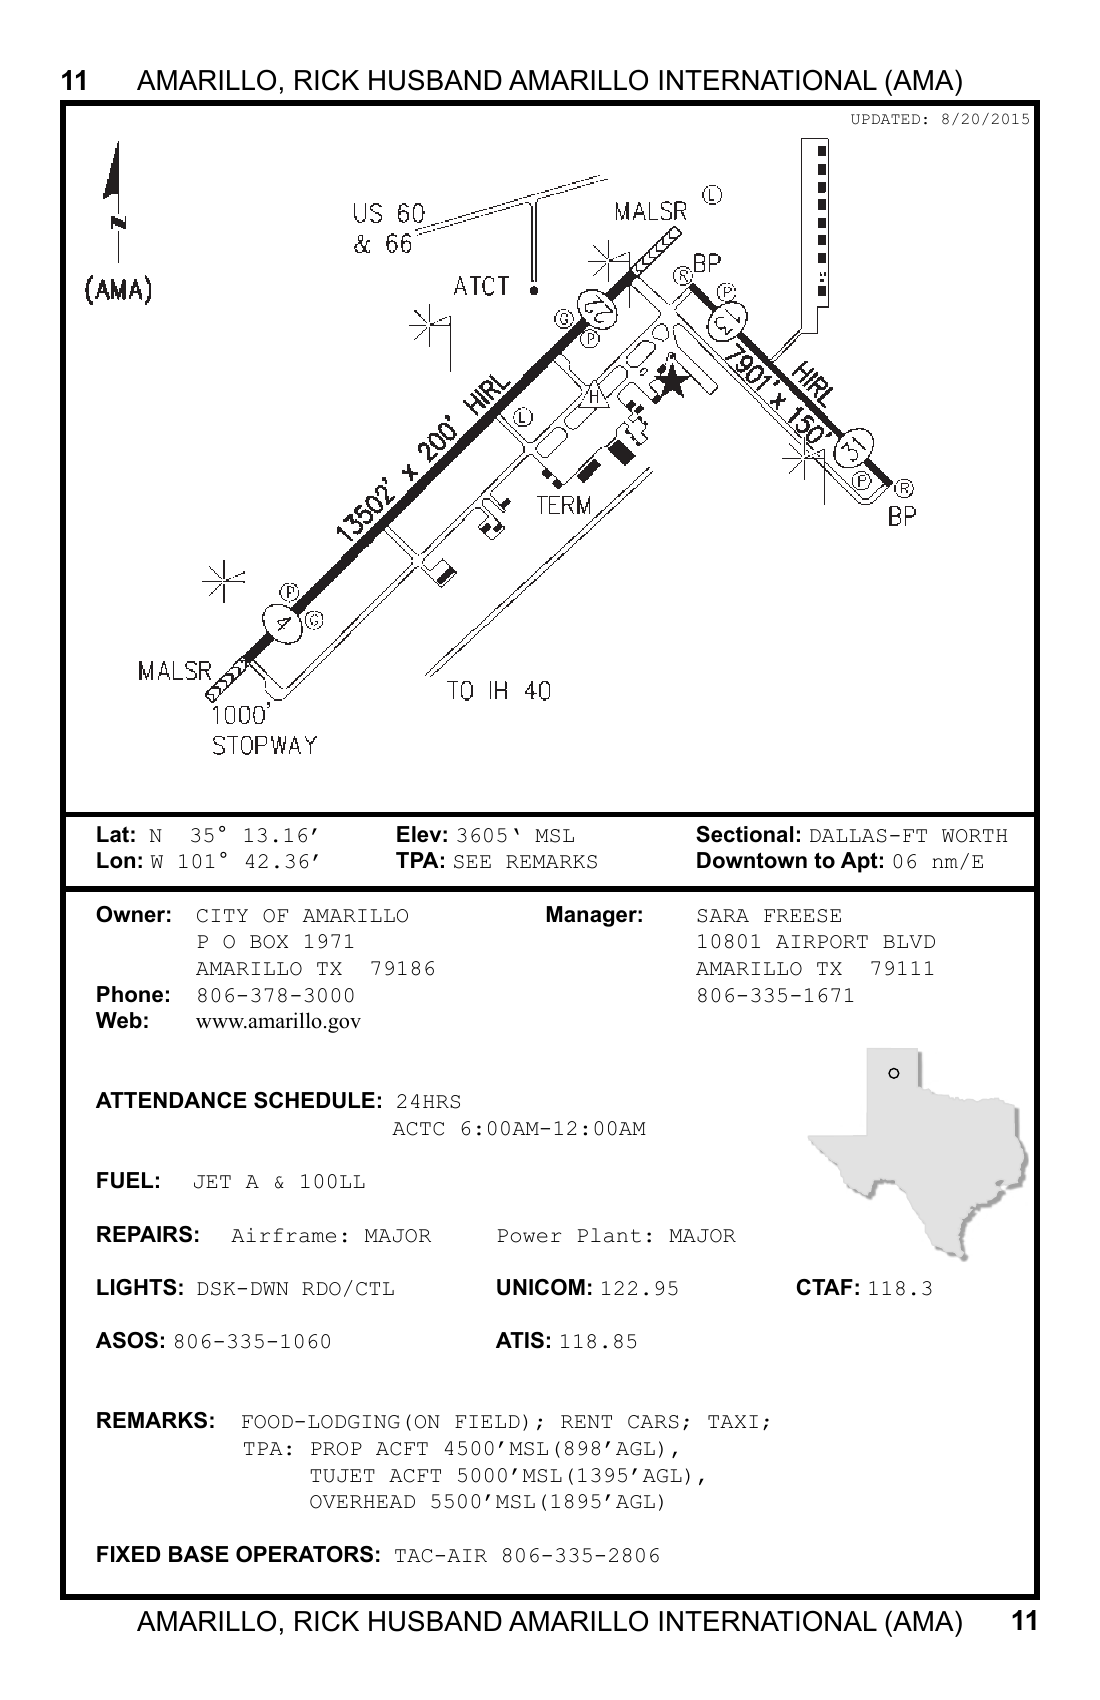 11 AMARILLO, RICK HUSBAND AMARILLO INTERNATIONAL (AMA)
UPDATED: 8/20/2015
N
(AMA)
US 60
& 66
ATCT
MALSR
L
BP
R
P
22
G
P
13
HIRL
7901' x 150'
H
HIRL
13502' x 200'
L
31
P
R
BP
TERM
P
4
G
MALSR
1000'
STOPWAY
TO IH 40
Lat: N 35° 13.16’ Elev: 3605‘ MSL Sectional: DALLAS-FT WORTH
Lon: W 101° 42.36’ TPA: SEE REMARKS Downtown to Apt: 06 nm/E
Owner: CITY OF AMARILLO Manager: SARA FREESE
P O BOX 1971 10801 AIRPORT BLVD
AMARILLO TX 79186 AMARILLO TX 79111
Phone: 806-378-3000 806-335-1671
Web: www.amarillo.gov
ATTENDANCE SCHEDULE: 24HRS
ACTC 6:00AM-12:00AM
FUEL: JET A & 100LL
REPAIRS: Airframe: MAJOR Power Plant: MAJOR
LIGHTS: DSK-DWN RDO/CTL UNICOM: 122.95 CTAF: 118.3
ASOS: 806-335-1060 ATIS: 118.85
REMARKS: FOOD-LODGING(ON FIELD); RENT CARS; TAXI;
TPA: PROP ACFT 4500’MSL(898’AGL),
TUJET ACFT 5000’MSL(1395’AGL),
OVERHEAD 5500’MSL(1895’AGL)
FIXED BASE OPERATORS: TAC-AIR 806-335-2806
AMARILLO, RICK HUSBAND AMARILLO INTERNATIONAL (AMA) 11